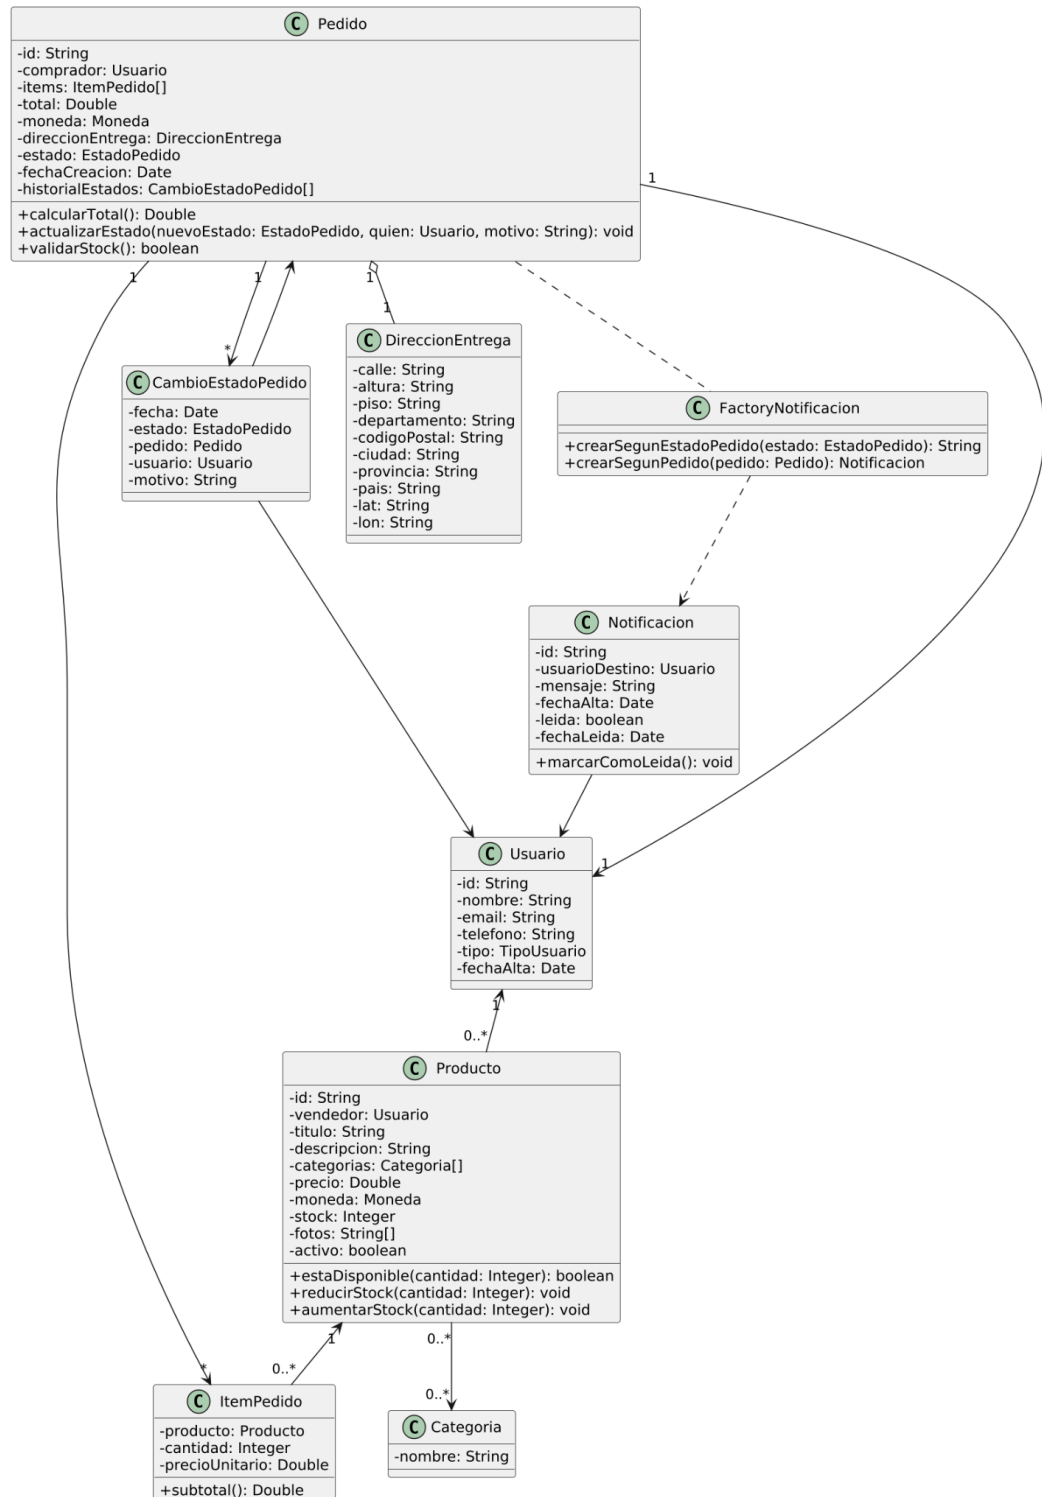 C Pedido
-id: String
-comprador: Usuario
-items: ItemPedido[]
-total: Double
-moneda: Moneda
-direccionEntrega: DireccionEntrega
-estado: EstadoPedido
-fechaCreacion: Date
-historialEstados: CambioEstadoPedido[]
+calcularTotal(): Double
+actualizarEstado(nuevoEstado: EstadoPedido, quien: Usuario, motivo: String): void
+validarStock(): boolean
1
1
1
1
1
*
C CambioEstadoPedido
-fecha: Date
-estado: EstadoPedido
-pedido: Pedido
-usuario: Usuario
-motivo: String
C DireccionEntrega
-calle: String
-altura: String
-piso: String
-departamento: String
-codigoPostal: String
-ciudad: String
-provincia: String
-pais: String
-lat: String
-lon: String
C FactoryNotificacion
+crearSegunEstadoPedido(estado: EstadoPedido): String
+crearSegunPedido(pedido: Pedido): Notificacion
C Notificacion
-id: String
-usuarioDestino: Usuario
-mensaje: String
-fechaAlta: Date
-leida: boolean
-fechaLeida: Date
+marcarComoLeida(): void
C Usuario
1
-id: String
-nombre: String
-email: String
-telefono: String
-tipo: TipoUsuario
-fechaAlta: Date
1
0..*
C Producto
-id: String
-vendedor: Usuario
-titulo: String
-descripcion: String
-categorias: Categoria[]
-precio: Double
-moneda: Moneda
-stock: Integer
-fotos: String[]
-activo: boolean
+estaDisponible(cantidad: Integer): boolean
+reducirStock(cantidad: Integer): void
+aumentarStock(cantidad: Integer): void
1
0..*
*
0..*
0..*
C ItemPedido
-producto: Producto
-cantidad: Integer
-precioUnitario: Double
+subtotal(): Double
C Categoria
-nombre: String